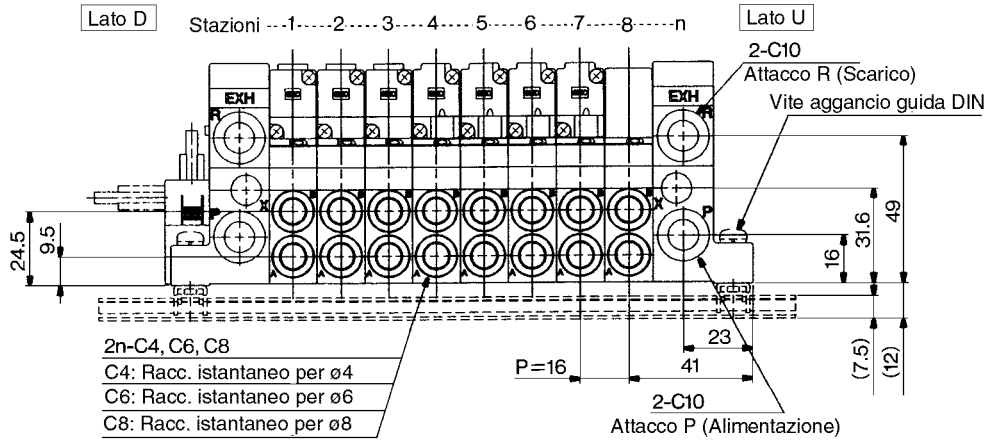 Lato D
Stazioni ---1----2----3----4----5----6----7----8----n
Lato U
2-C10
Attacco R (Scarico)
Vite aggancio guida DIN
EXH
R
EXH
R
X
P
X
P
B B B B B B B B
A A A A A A A A
24.5
9.5
16
31.6
49
(7.5)
(12)
23
41
P=16
2n-C4, C6, C8
C4: Racc. istantaneo per ø4
C6: Racc. istantaneo per ø6
C8: Racc. istantaneo per ø8
2-C10
Attacco P (Alimentazione)